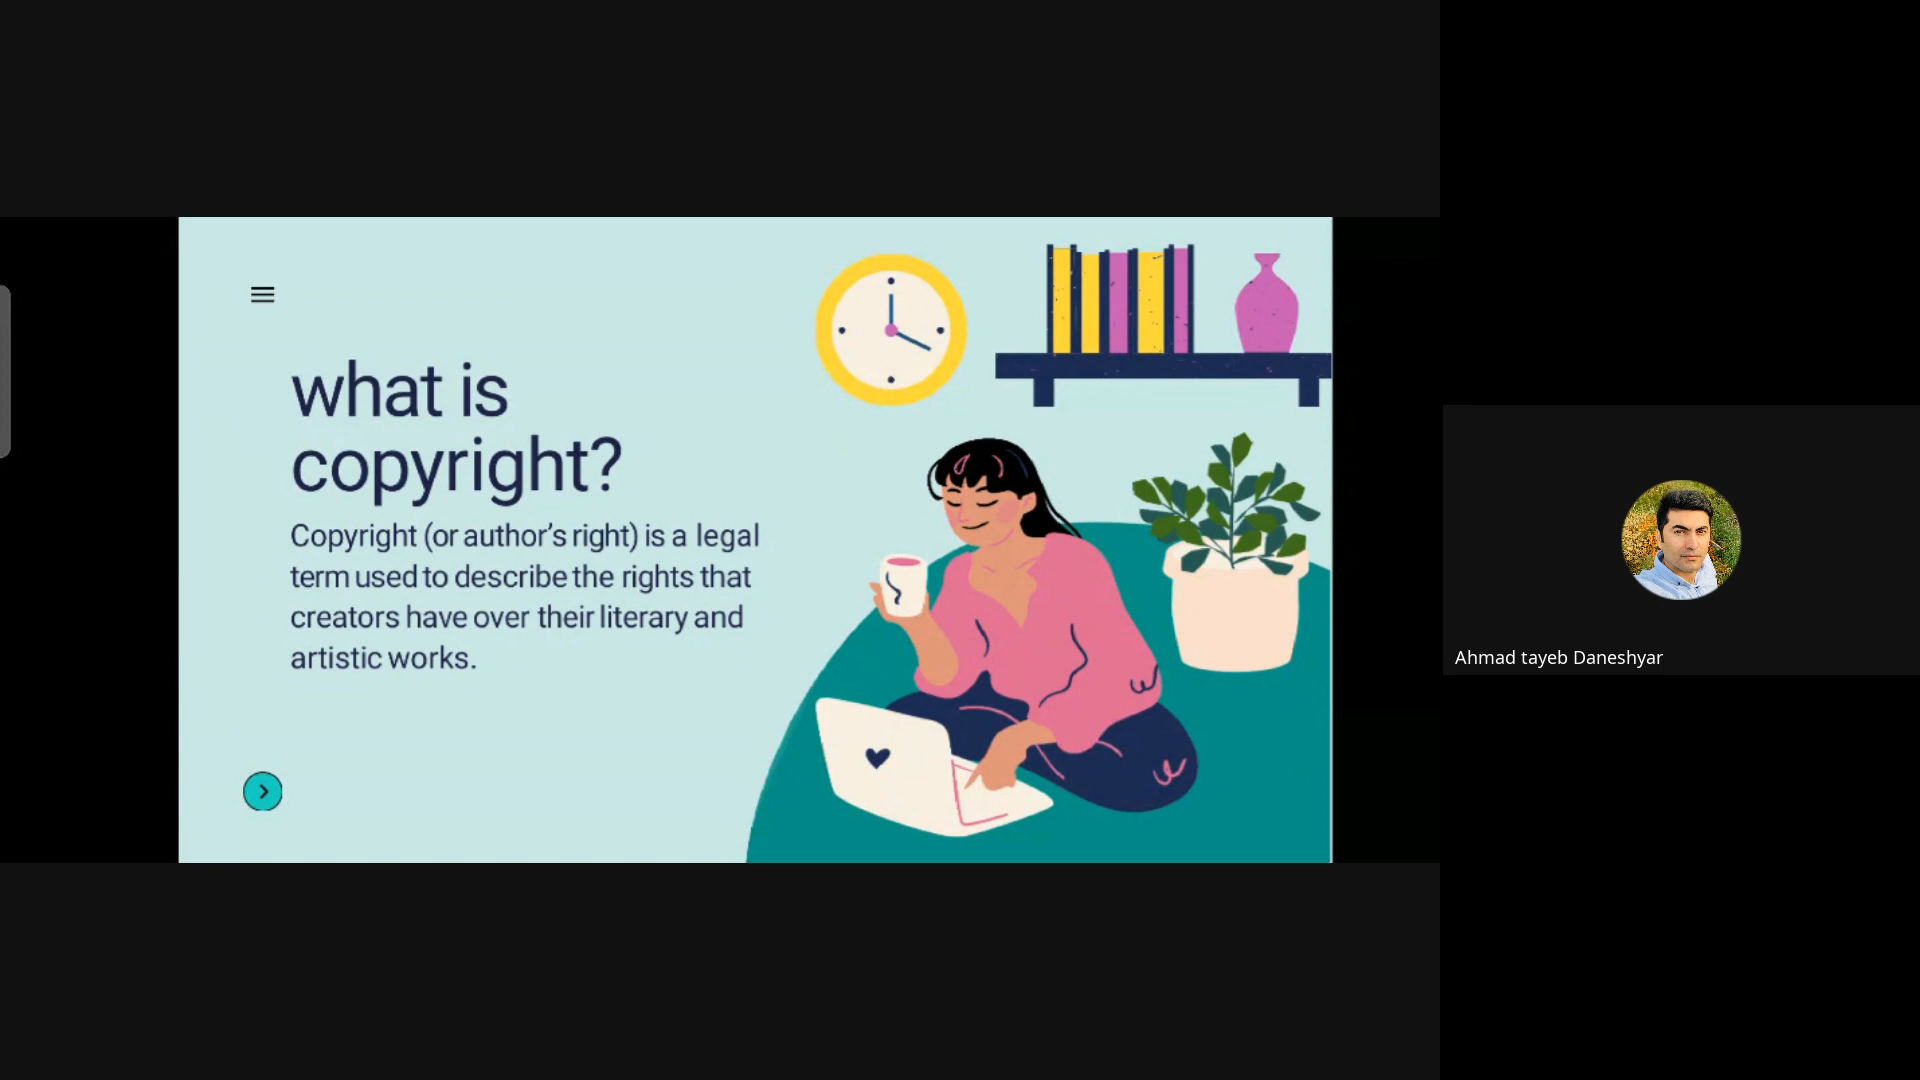 what is
copyright?
Copyright (or author’s right) is a legal
term used to describe the rights that
creators have over their literary and
artistic works.
Ahmad tayeb Daneshyar